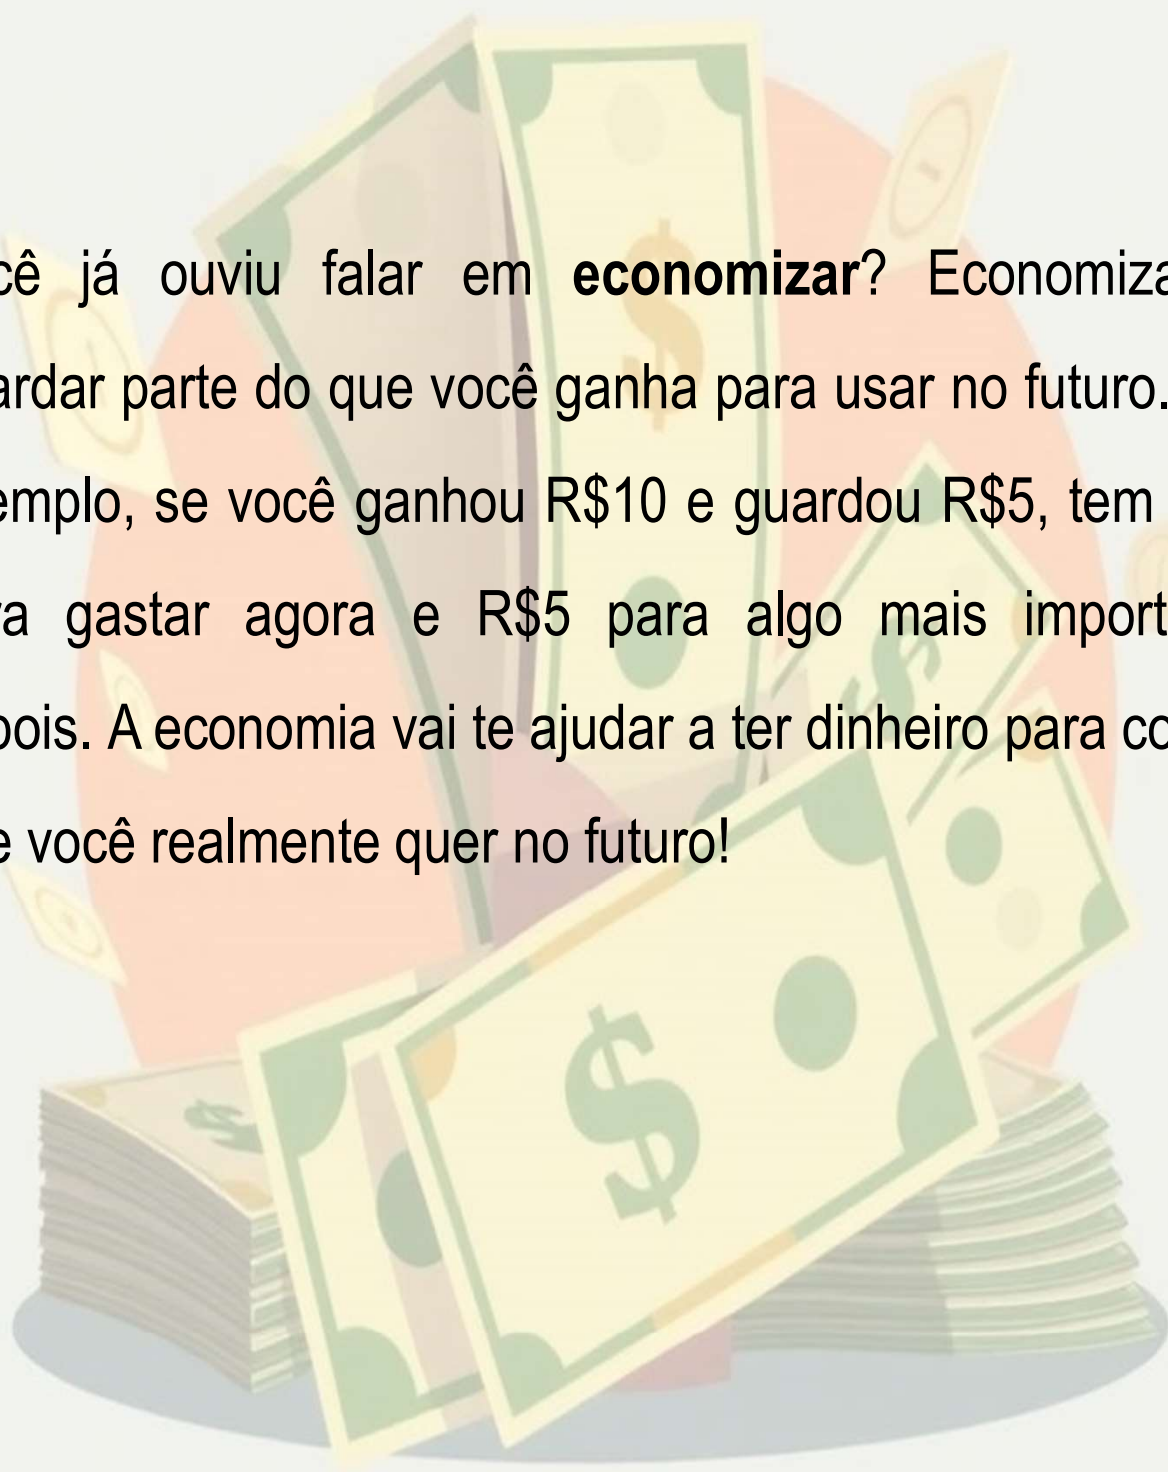 cê já ouviu falar em economizar? Economiza
ardar parte do que você ganha para usar no futuro.
emplo, se você ganhou R$10 e guardou R$5, tem
a gastar agora e R$5 para algo mais import
pois. A economia vai te ajudar a ter dinheiro para co
e você realmente quer no futuro!
$
$
$
$
$